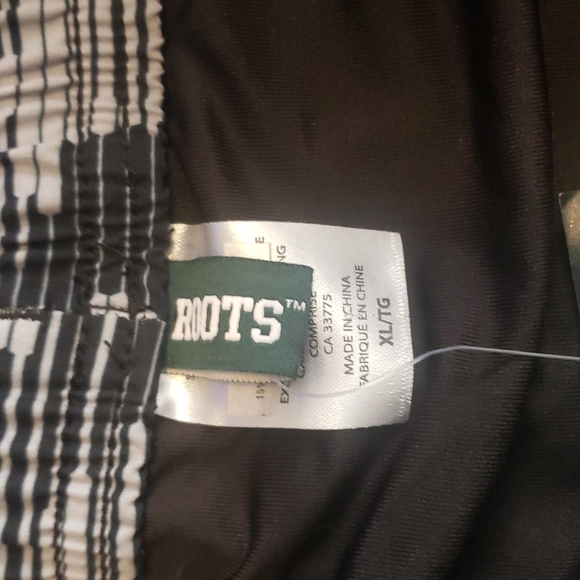 ROOTS™
COMPRISE
CA 33775
MADE IN CHINA
FABRIQUÉ EN CHINE
XL/TG